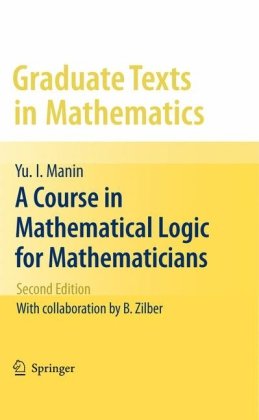 Graduate Texts
in Mathematics
Yu. I. Manin
A Course in
Mathematical Logic
for Mathematicians
Second Edition
With collaboration by B. Zilber
Springer